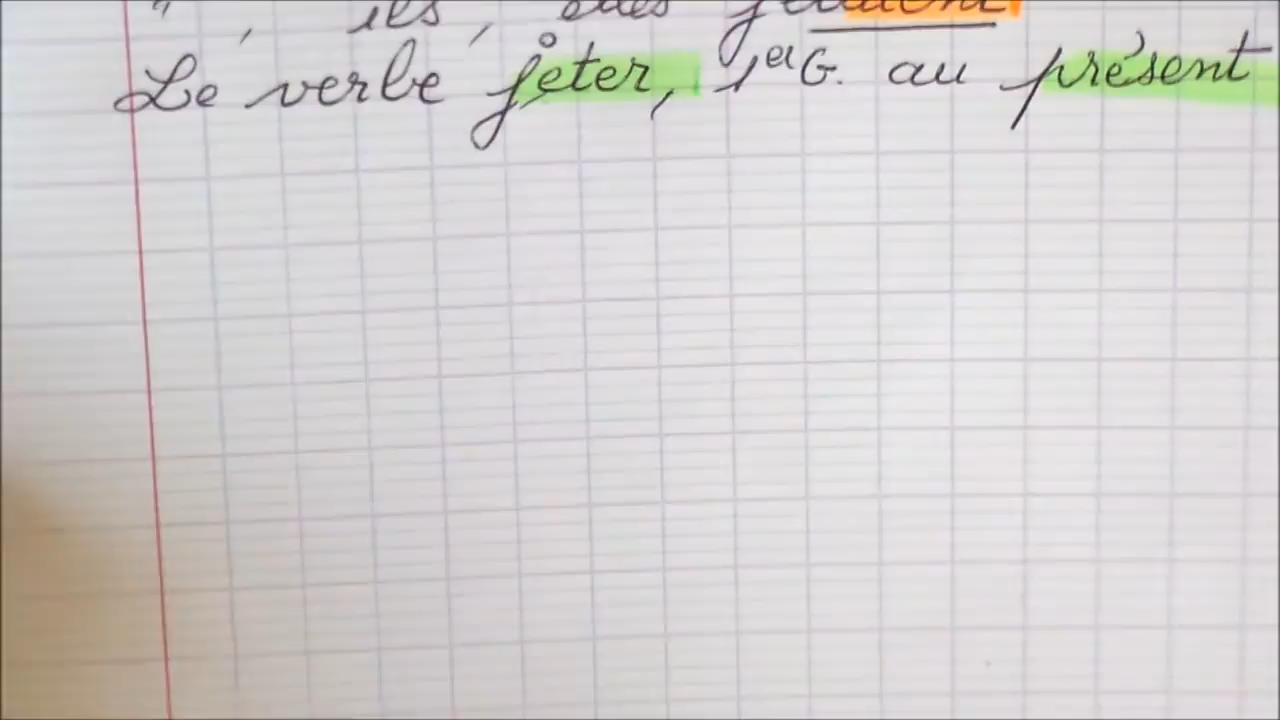 " ils, elles
Le verbe jeter, 1er G. au présent